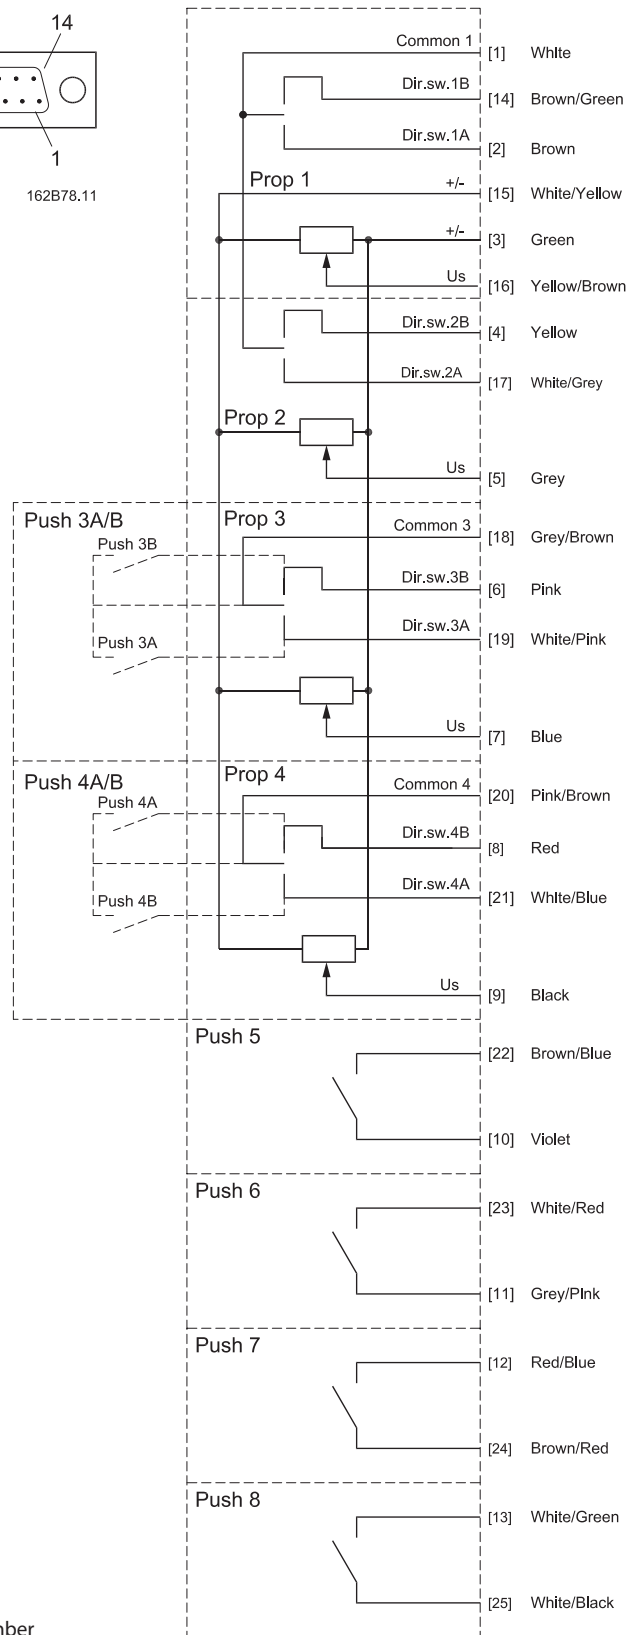 14
Common 1 [1] White
Dir.sw.1B [14] Brown/Green
Dir.sw.1A [2] Brown
1
162B78.11
Prop 1 +/- [15] White/Yellow
+/- [3] Green
Us [16] Yellow/Brown
Dir.sw.2B [4] Yellow
Dir.sw.2A [17] White/Grey
Prop 2
Us [5] Grey
Push 3A/B Prop 3 Common 3 [18] Grey/Brown
Push 3B
Dir.sw.3B [6] Pink
Push 3A Dir.sw.3A [19] White/Pink
Us [7] Blue
Push 4A/B Prop 4 Common 4 [20] Pink/Brown
Push 4A
Dir.sw.4B [8] Red
Push 4B Dir.sw.4A [21] White/Blue
Us [9] Black
Push 5
[22] Brown/Blue
[10] Violet
Push 6
[23] White/Red
[11] Grey/Pink
Push 7
[12] Red/Blue
[24] Brown/Red
Push 8
[13] White/Green
[25] White/Black